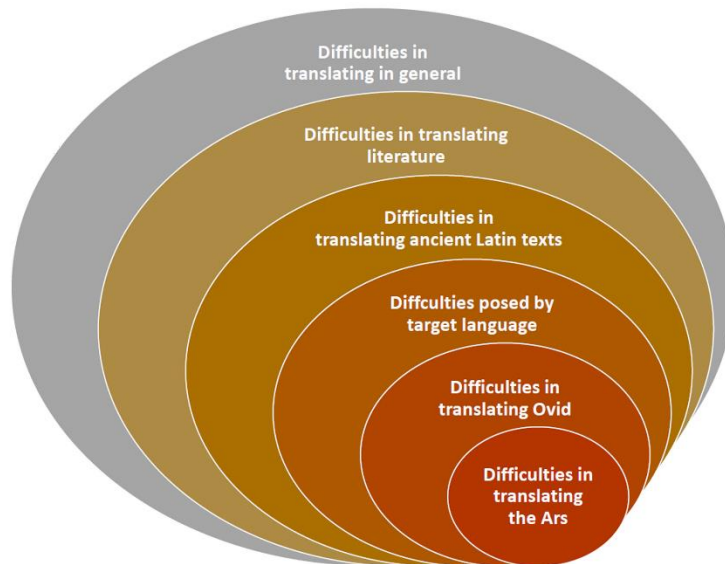 Difficulties in
translating in general
Difficulties in translating
literature
Difficulties in
translating ancient Latin texts
Diffculties posed by
target language
Difficulties in
translating Ovid
Difficulties in
translating
the Ars